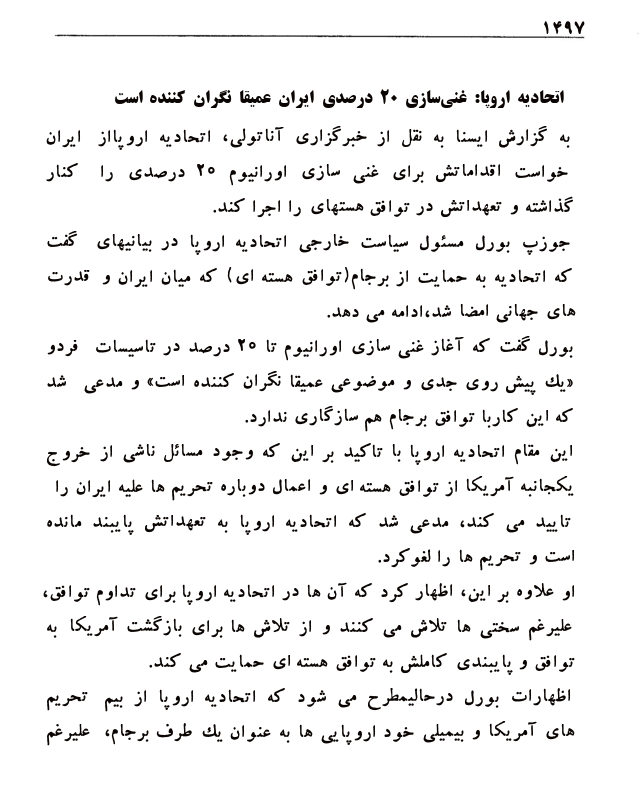 ۱۴۹۷
اتحادیه اروپا: غنی‌سازی ۲۰ درصدی ایران عمیقا نگران کننده است
به گزارش ایسنا به نقل از خبرگزاری آناتولی، اتحادیه اروپااز ایران
خواست اقداماتش برای غنی سازی اورانیوم ۲۰ درصدی را کنار
گذاشته و تعهداتش در توافق هستهای را اجرا کند.
جوزپ بورل مسئول سیاست خارجی اتحادیه اروپا در بیانیهای گفت
که اتحادیه به حمایت از برجام(توافق هسته ای) که میان ایران و قدرت
های جهانی امضا شد،ادامه می دهد.
بورل گفت که آغاز غنی سازی اورانیوم تا ۲۰ درصد در تاسیسات فردو
«یك پیش روی جدی و موضوعی عمیقا نگران کننده است» و مدعی شد
که این کاربا توافق برجام هم سازگاری ندارد.
این مقام اتحادیه اروپا با تاکید بر این که وجود مسائل ناشی از خروج
یکجانبه آمریکا از توافق هسته ای و اعمال دوباره تحریم ها علیه ایران را
تایید می کند، مدعی شد که اتحادیه اروپا به تعهداتش پایبند مانده
است و تحریم ها را لغوکرد.
او علاوه بر این، اظهار کرد که آن ها در اتحادیه اروپا برای تداوم توافق،
علیرغم سختی ها تلاش می کنند و از تلاش ها برای بازگشت آمریکا به
توافق و پایبندی کاملش به توافق هسته ای حمایت می کند.
اظهارات بورل درحالیمطرح می شود که اتحادیه اروپا از بیم تحریم
های آمریکا و بیمیلی خود اروپایی ها به عنوان یك طرف برجام، علیرغم